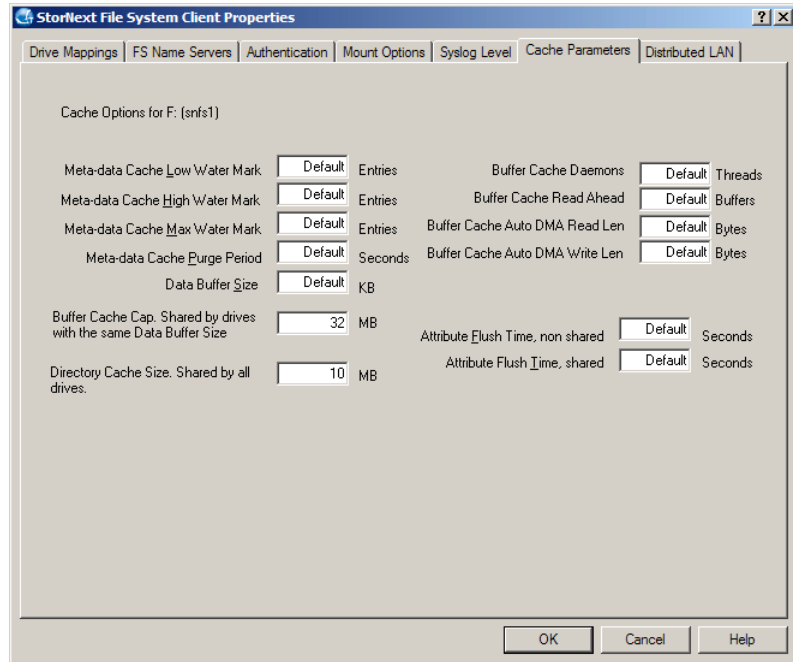 StorNext File System Client Properties
Drive Mappings FS Name Servers Authentication Mount Options Syslog Level Cache Parameters Distributed LAN
Cache Options for F: (snfs1)
Meta-data Cache Low Water Mark Default Entries
Meta-data Cache High Water Mark Default Entries
Meta-data Cache Max Water Mark Default Entries
Meta-data Cache Purge Period Default Seconds
Data Buffer Size Default KB
Buffer Cache Cap. Shared by drives
with the same Data Buffer Size 32 MB
Directory Cache Size. Shared by all
drives. 10 MB
Buffer Cache Daemons Default Threads
Buffer Cache Read Ahead Default Buffers
Buffer Cache Auto DMA Read Len Default Bytes
Buffer Cache Auto DMA Write Len Default Bytes
Attribute Flush Time, non shared Default Seconds
Attribute Flush Time, shared Default Seconds
OK Cancel Help